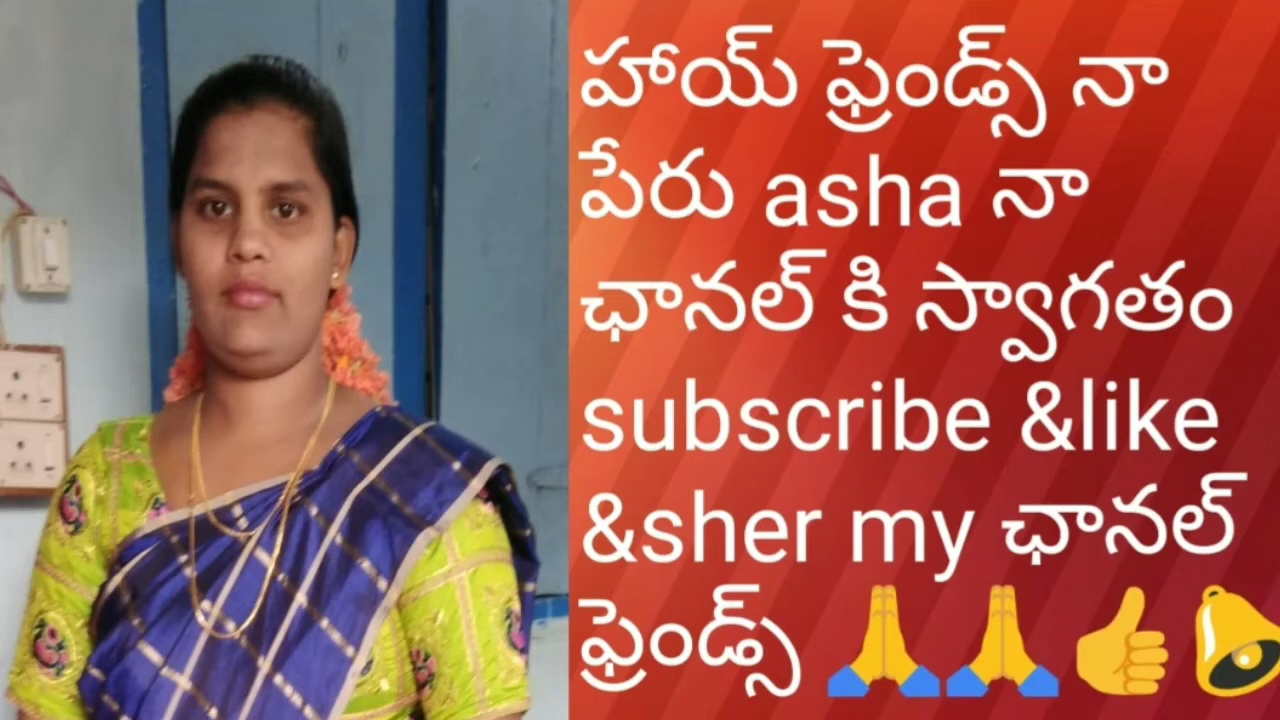 హాయ్ ఫ్రెండ్స్ నా
పేరు asha నా
ఛానల్ కి స్వాగతం
subscribe &like
&sher my ఛానల్
ఫ్రెండ్స్ 🙏🙏👍🔔